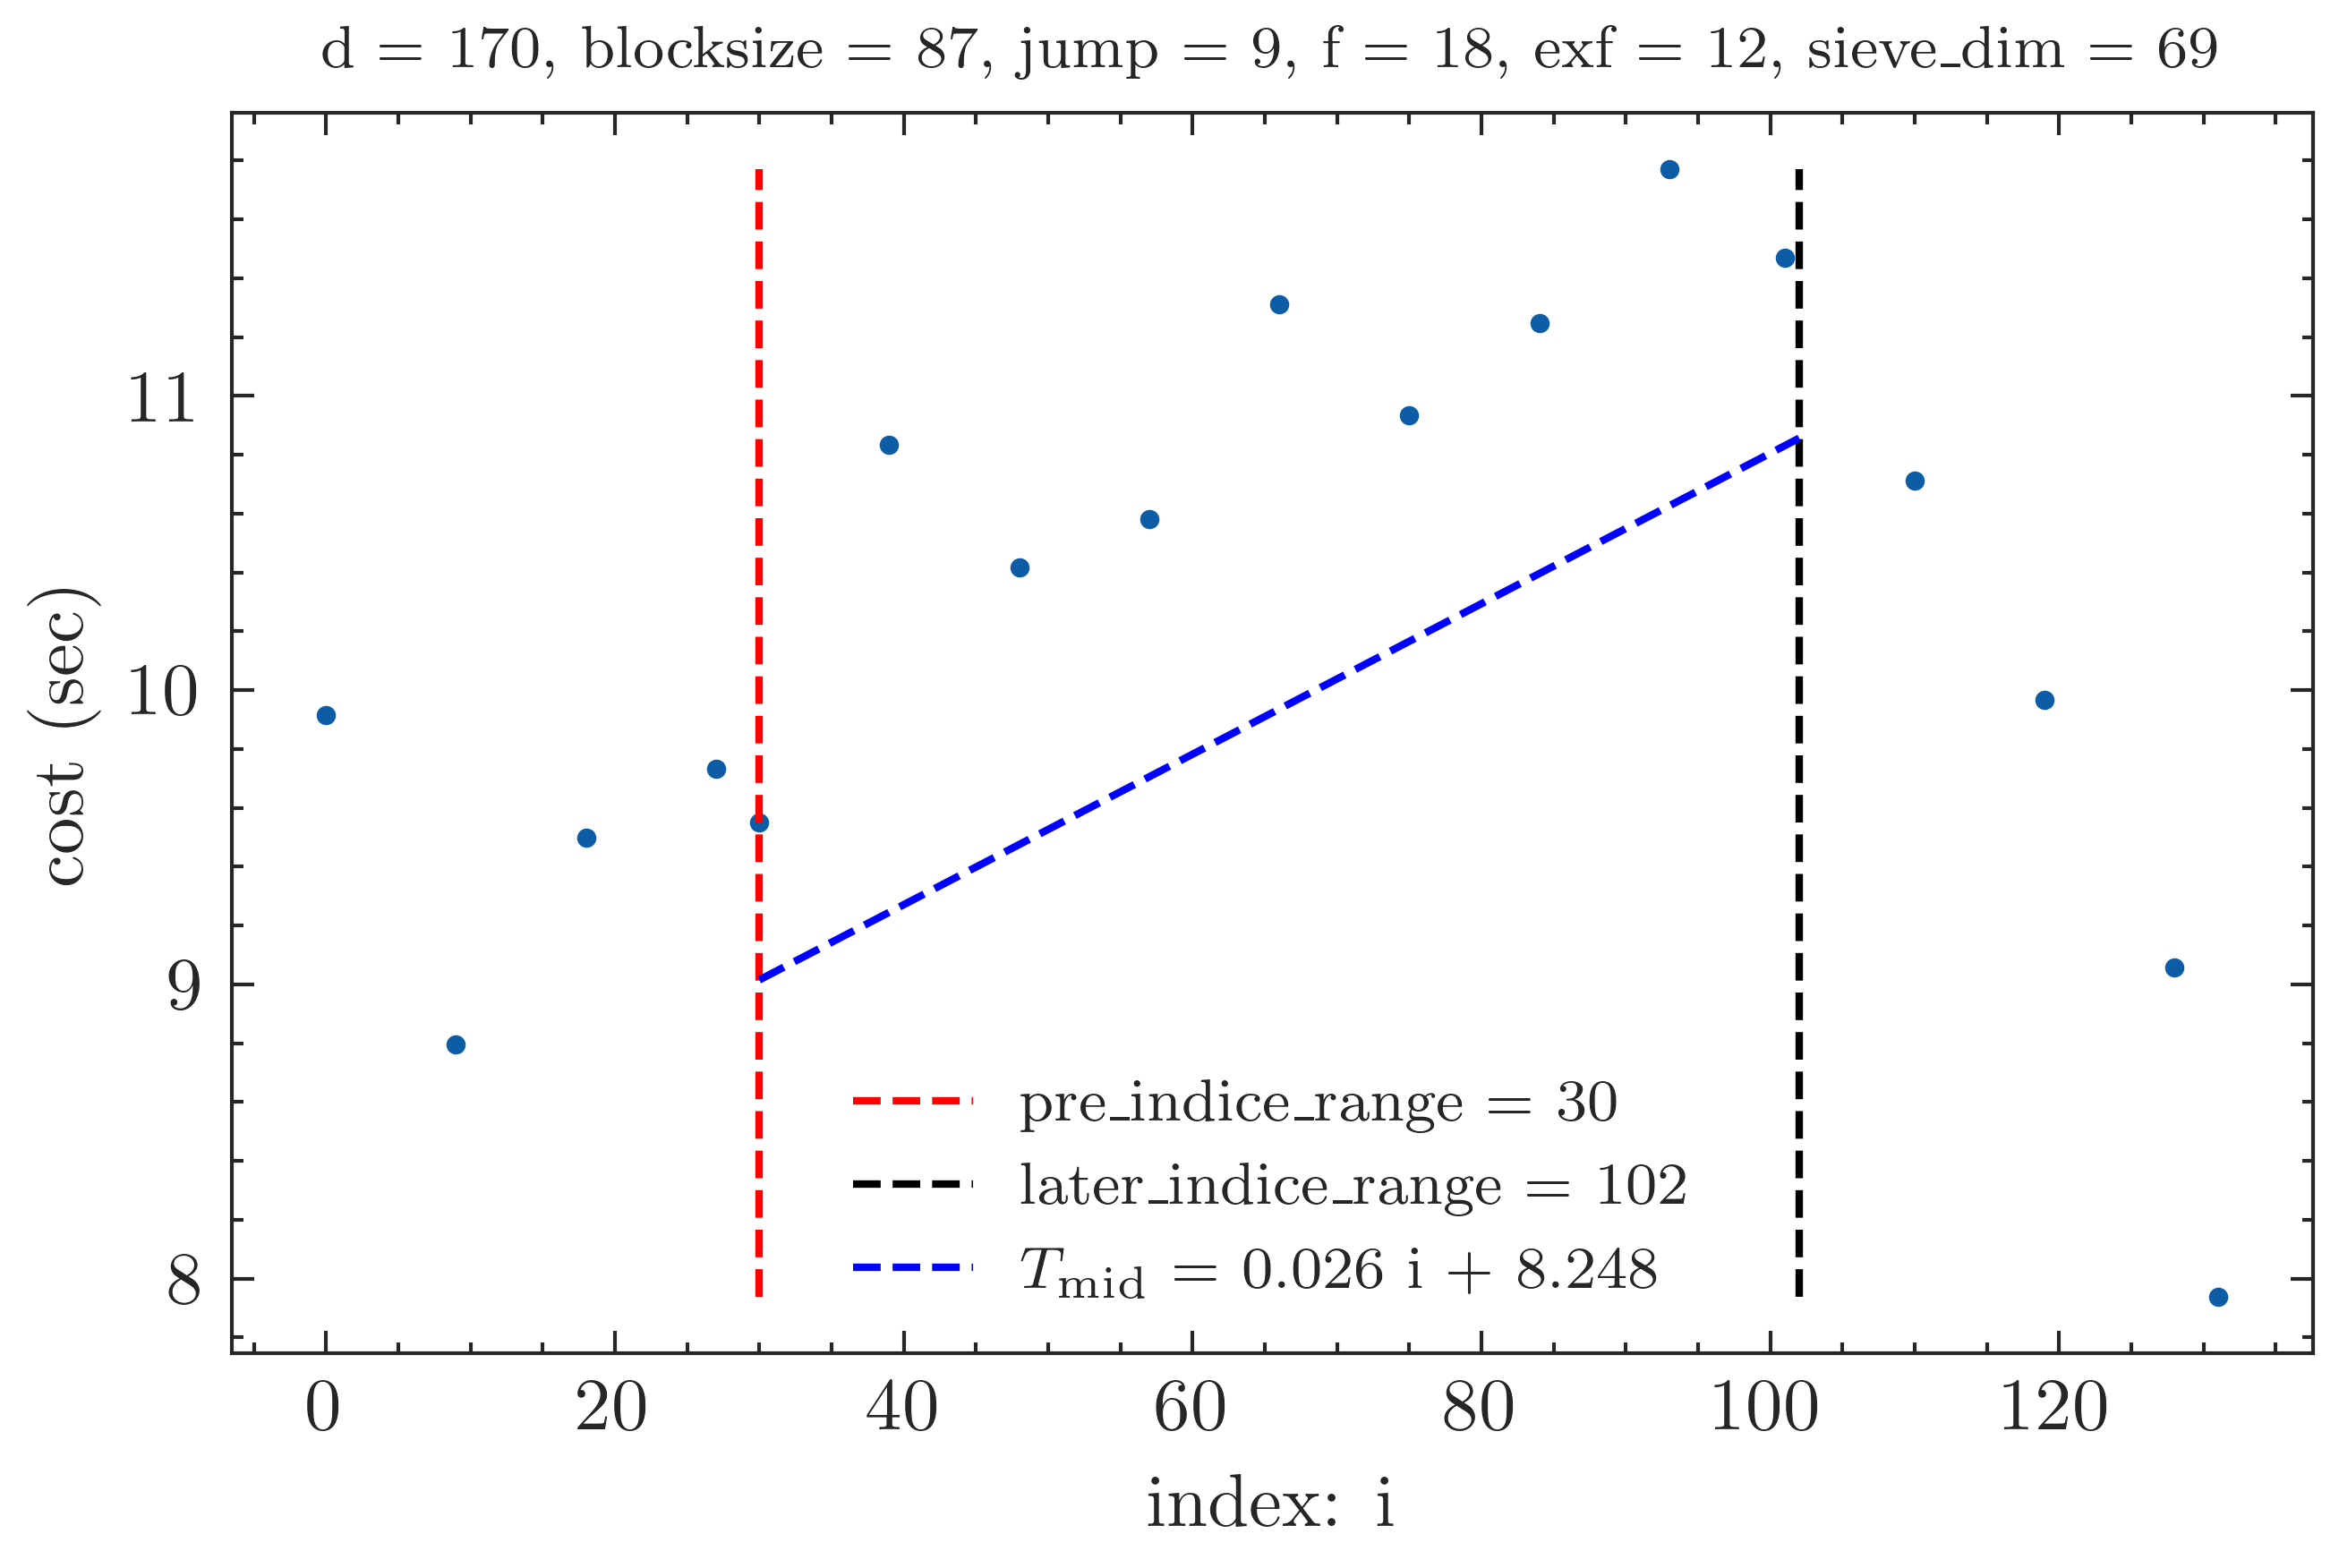 d = 170, blocksize = 87, jump = 9, f = 18, exf = 12, sieve_dim = 69
cost (sec)
11
10
9
8
pre_indice_range = 30
later_indice_range = 102
T_mid = 0.026 i + 8.248
0 20 40 60 80 100 120
index: i